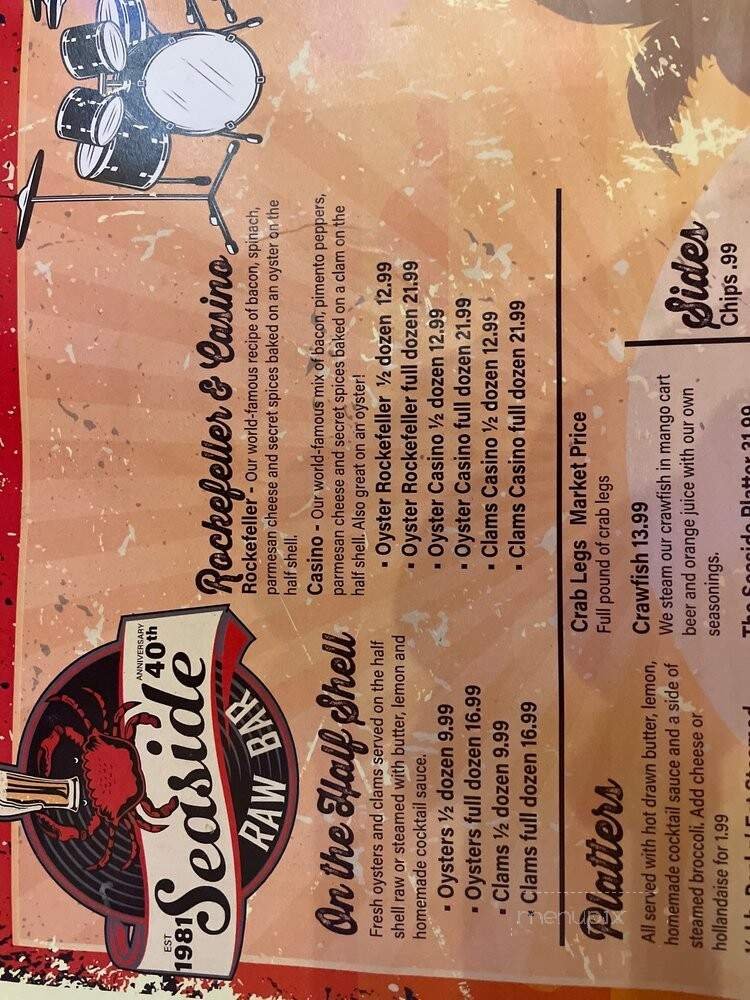 EST
1981
Seaside
ANNIVERSARY
40th
RAW BAR
On the Half Shell
Fresh oysters and clams served on the half
shell raw or steamed with butter, lemon and
homemade cocktail sauce.
• Oysters ½ dozen 9.99
• Oysters full dozen 16.99
• Clams ½ dozen 9.99
• Clams full dozen 16.99
Rockefeller & Casino
Rockefeller - Our world-famous recipe of bacon, spinach,
parmesan cheese and secret spices baked on an oyster on the
half shell.
Casino - Our world-famous mix of bacon, pimento peppers,
parmesan cheese and secret spices baked on a clam on the
half shell. Also great on an oyster!
• Oyster Rockefeller ½ dozen 12.99
• Oyster Rockefeller full dozen 21.99
• Oyster Casino ½ dozen 12.99
• Oyster Casino full dozen 21.99
• Clams Casino ½ dozen 12.99
• Clams Casino full dozen 21.99
Platters
All served with hot drawn butter, lemon,
homemade cocktail sauce and a side of
steamed broccoli. Add cheese or
hollandaise for 1.99
Crab Legs Market Price
Full pound of crab legs
Crawfish 13.99
We steam our crawfish in mango cart
beer and orange juice with our own
seasonings.
The Seaside Platter 31.99
Sides
Chips .99
menupix